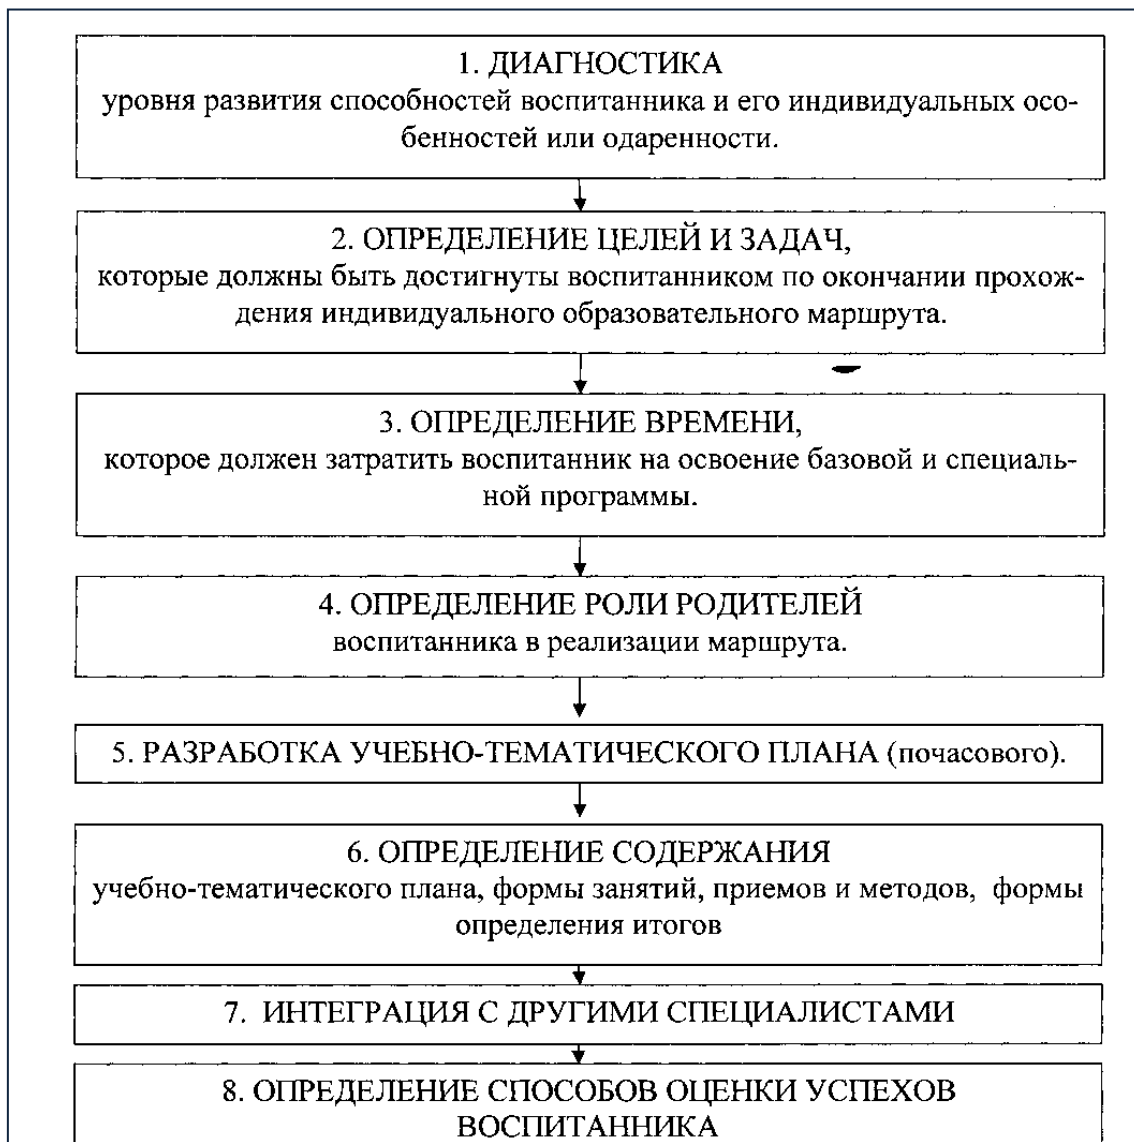 1. ДИАГНОСТИКА
уровня развития способностей воспитанника и его индивидуальных осо-
бенностей или одаренности.
2. ОПРЕДЕЛЕНИЕ ЦЕЛЕЙ И ЗАДАЧ,
которые должны быть достигнуты воспитанником по окончании прохож-
дения индивидуального образовательного маршрута.
3. ОПРЕДЕЛЕНИЕ ВРЕМЕНИ,
которое должен затратить воспитанник на освоение базовой и специаль-
ной программы.
4. ОПРЕДЕЛЕНИЕ РОЛИ РОДИТЕЛЕЙ
воспитанника в реализации маршрута.
5. РАЗРАБОТКА УЧЕБНО-ТЕМАТИЧЕСКОГО ПЛАНА (почасового).
6. ОПРЕДЕЛЕНИЕ СОДЕРЖАНИЯ
учебно-тематического плана, формы занятий, приемов и методов, формы
определения итогов
7. ИНТЕГРАЦИЯ С ДРУГИМИ СПЕЦИАЛИСТАМИ
8. ОПРЕДЕЛЕНИЕ СПОСОБОВ ОЦЕНКИ УСПЕХОВ
ВОСПИТАННИКА